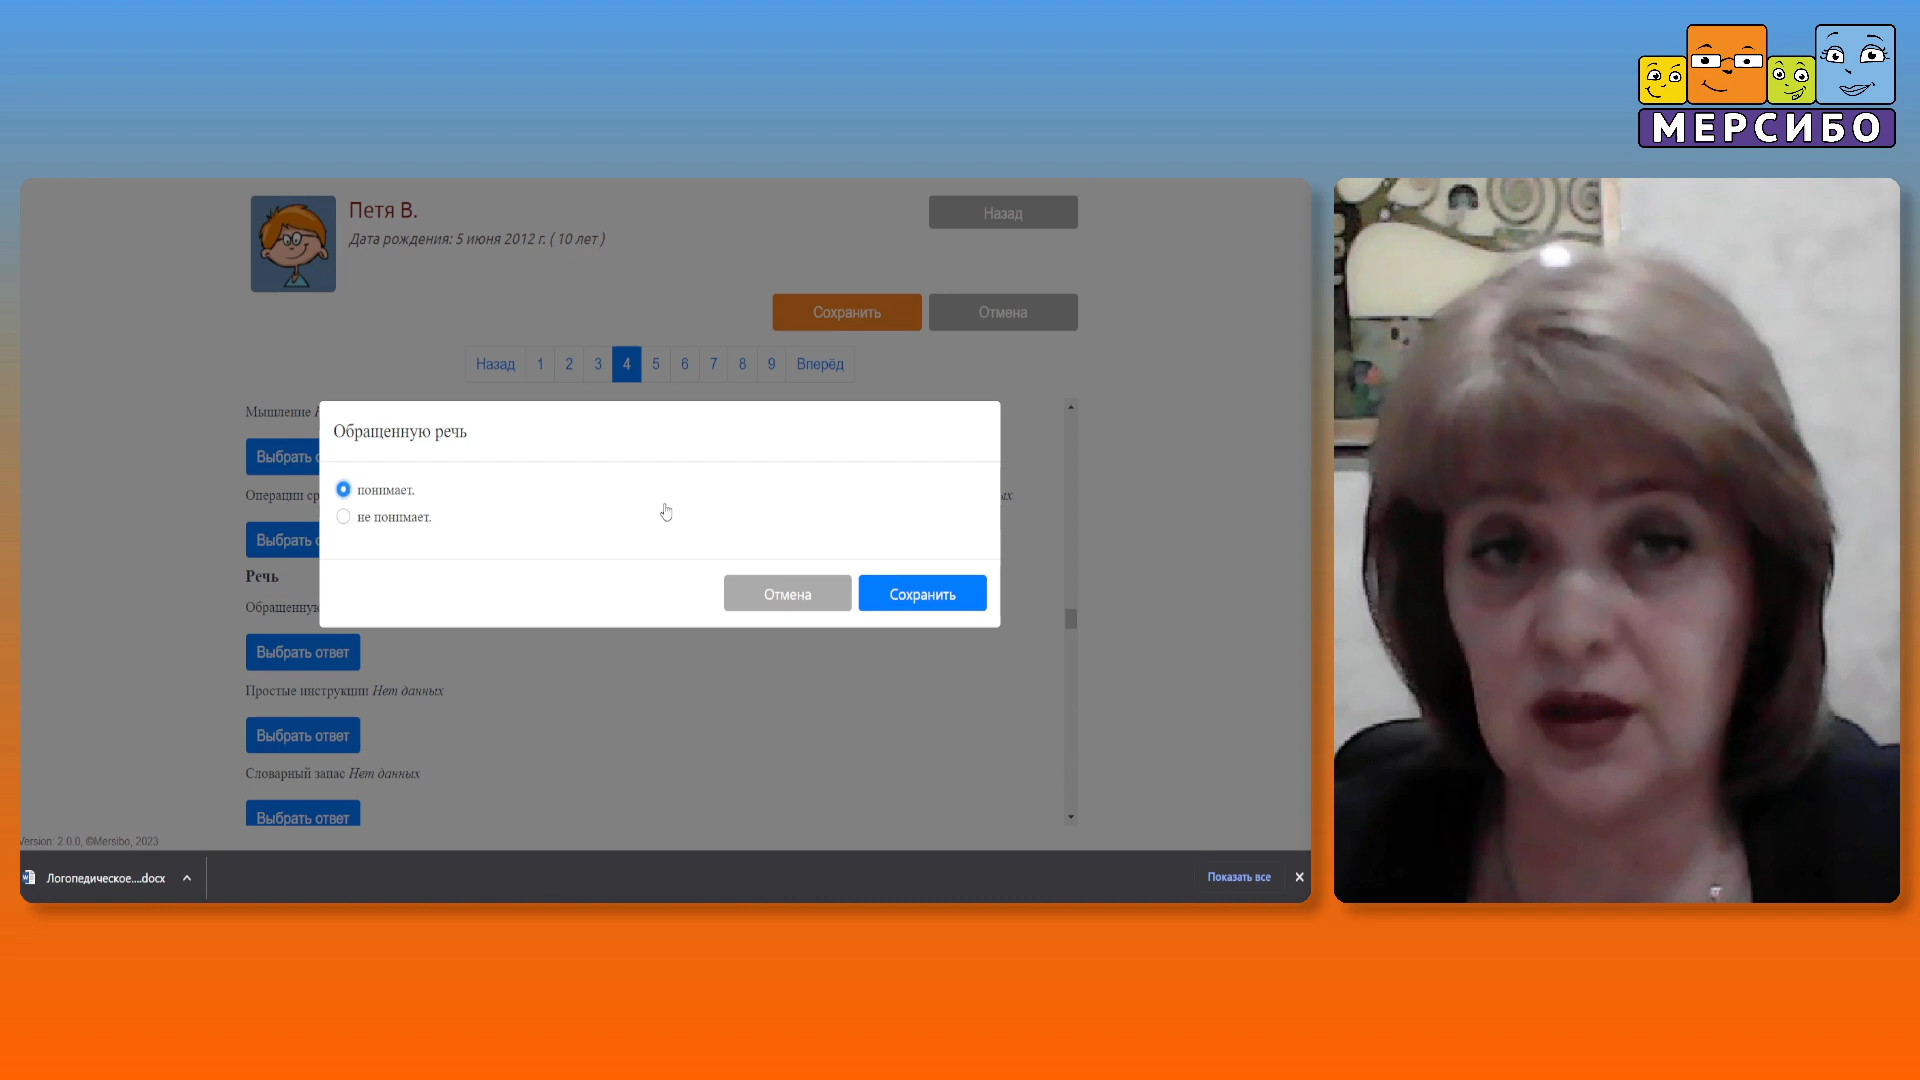 МЕРСИБО
Петя В.
Дата рождения: 5 июня 2012 г. ( 10 лет )
Назад
Сохранить
Отмена
Назад 1 2 3 4 5 6 7 8 9 Вперёд
Мышление
Выбрать
Обращенную речь
понимает.
не понимает.
Отмена
Сохранить
Операции
Выбрать
Речь
Обращенную
Выбрать ответ
Простые инструкции Нет данных
Выбрать ответ
Словарный запас Нет данных
Выбрать ответ
Version: 2.0.0, ©Mersibo, 2023
Логопедическое....docx
Показать все